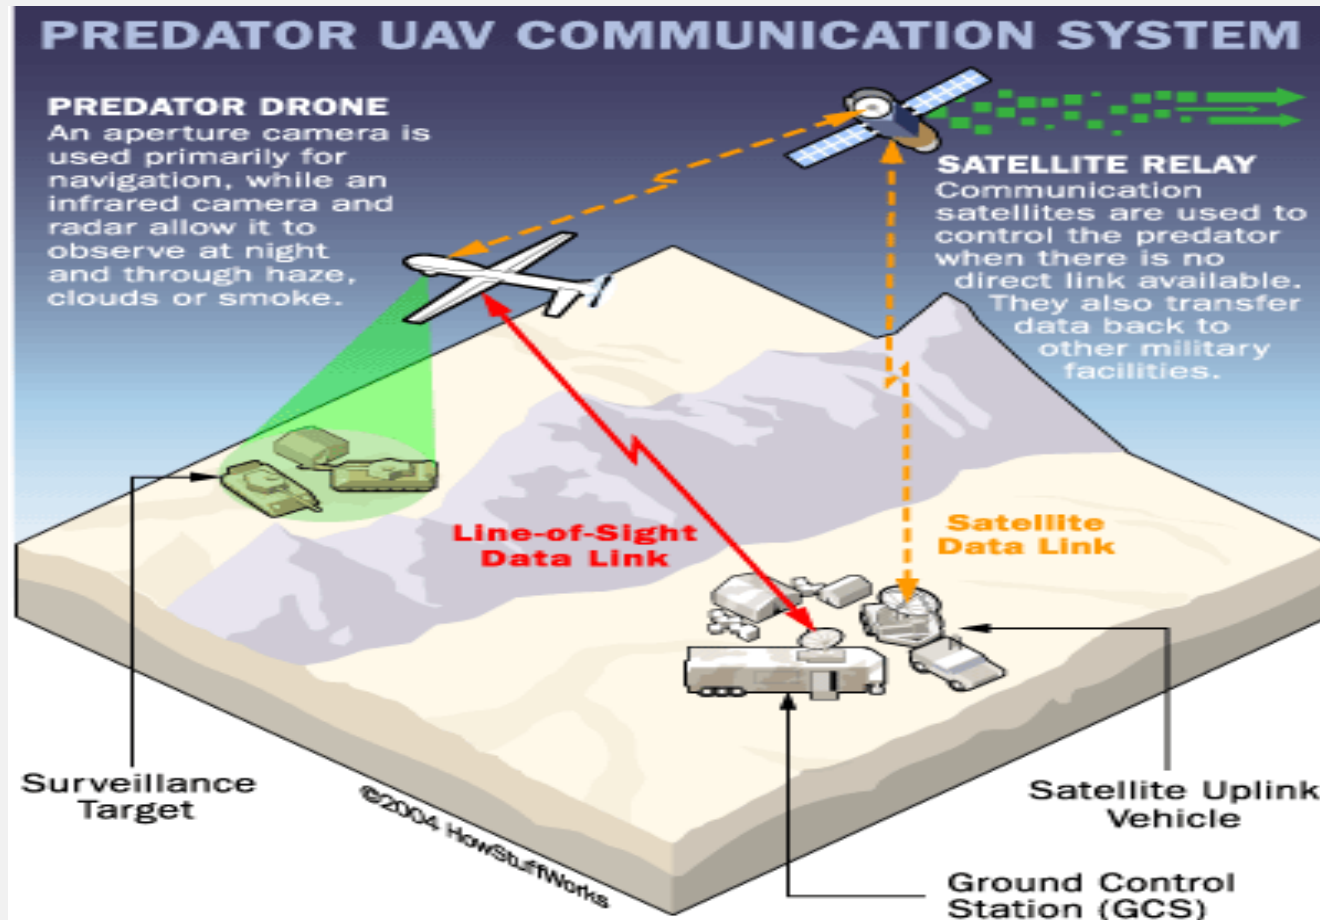 PREDATOR UAV COMMUNICATION SYSTEM
PREDATOR DRONE
An aperture camera is
used primarily for
navigation, while an
infrared camera and
radar allow it to
observe at night
and through haze,
clouds or smoke.
SATELLITE RELAY
Communication
satellites are used to
control the predator
when there is no
direct link available.
They also transfer
data back to
other military
facilities.
Line-of-Sight
Data Link
Satellite
Data Link
Surveillance
Target
©2004 HowStuffWorks
Satellite Uplink
Vehicle
Ground Control
Station (GCS)